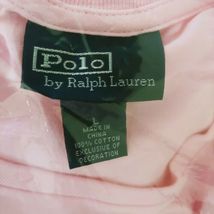 Polo
by Ralph Lauren
L
MADE IN
CHINA
100% COTTON
EXCLUSIVE OF
DECORATION